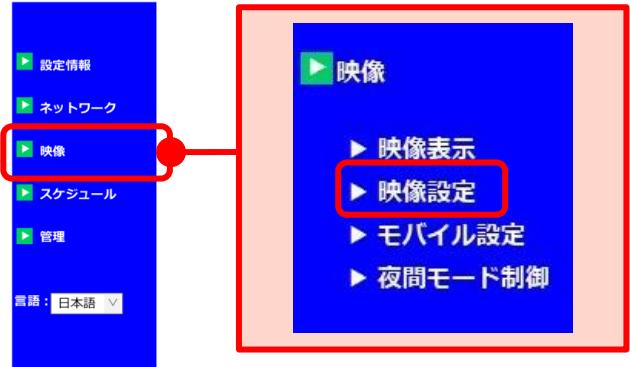 設定情報
ネットワーク
映像
スケジュール
管理
言語：日本語
映像
映像表示
映像設定
モバイル設定
夜間モード制御